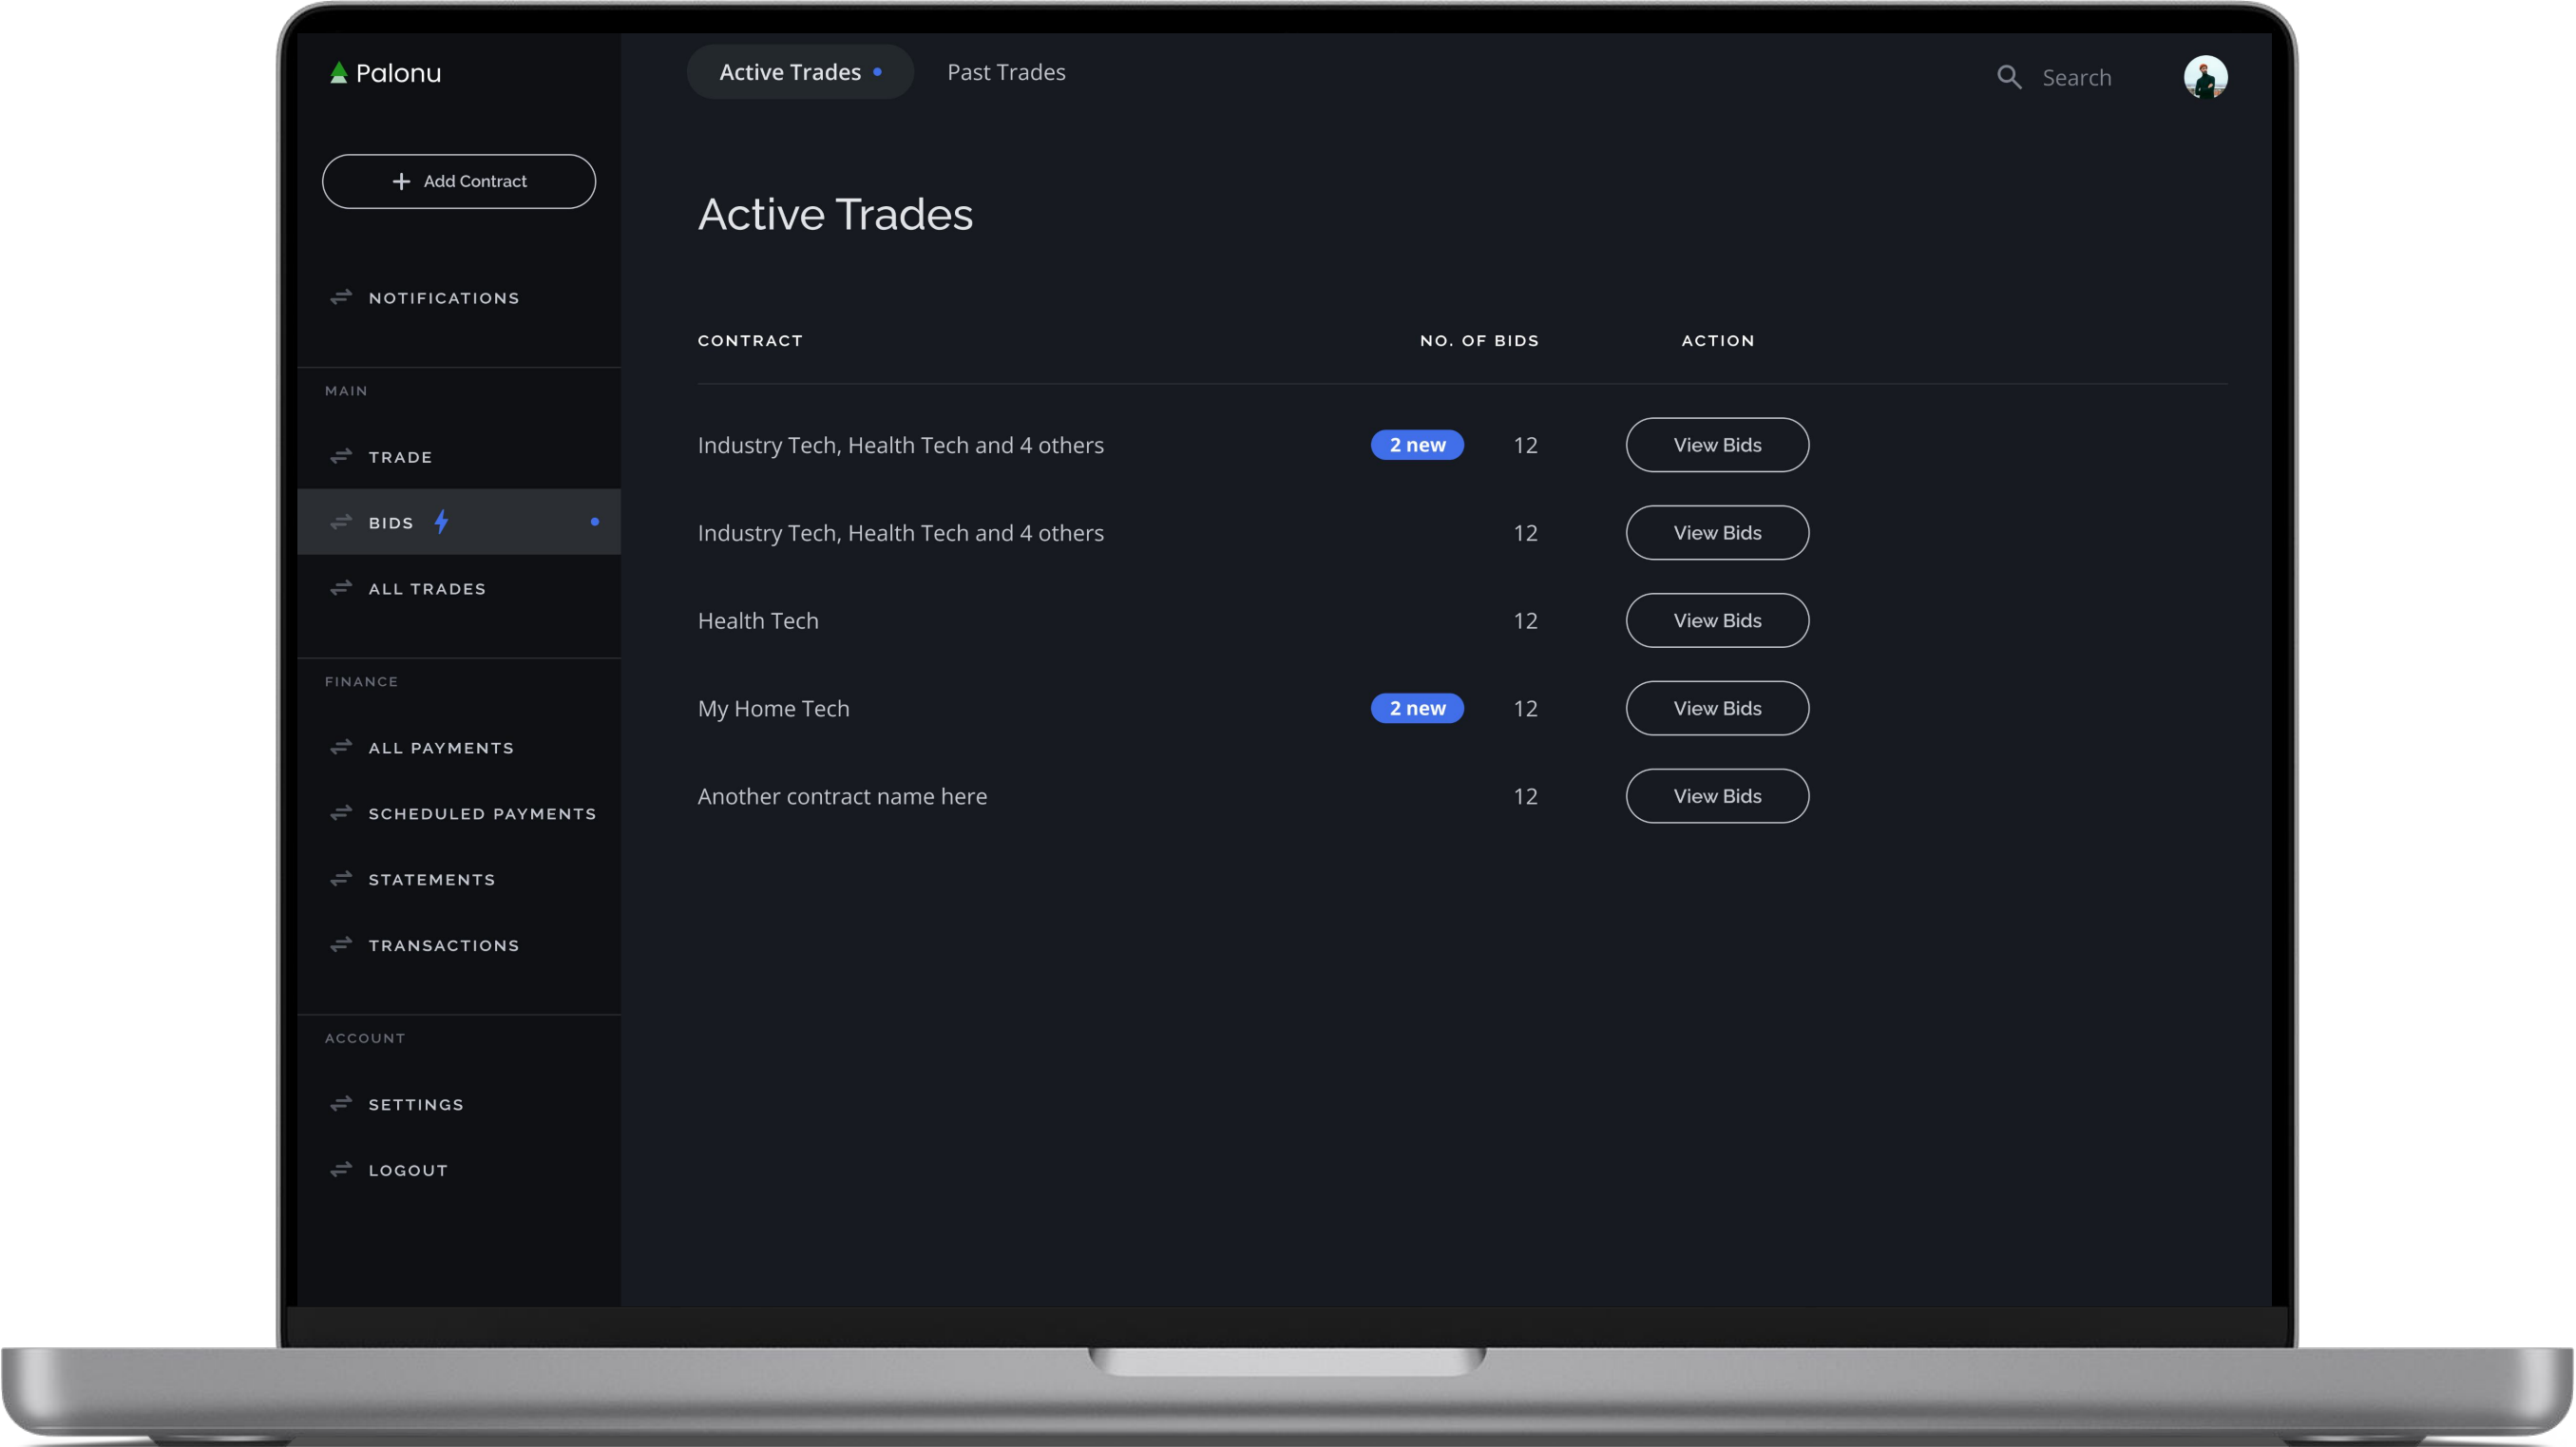 Palonu
Active Trades
Past Trades
Search
Add Contract
NOTIFICATIONS
MAIN
TRADE
BIDS
ALL TRADES
FINANCE
ALL PAYMENTS
SCHEDULED PAYMENTS
STATEMENTS
TRANSACTIONS
ACCOUNT
SETTINGS
LOGOUT
Active Trades
CONTRACT NO. OF BIDS ACTION
Industry Tech, Health Tech and 4 others 2 new 12 View Bids
Industry Tech, Health Tech and 4 others 12 View Bids
Health Tech 12 View Bids
My Home Tech 2 new 12 View Bids
Another contract name here 12 View Bids